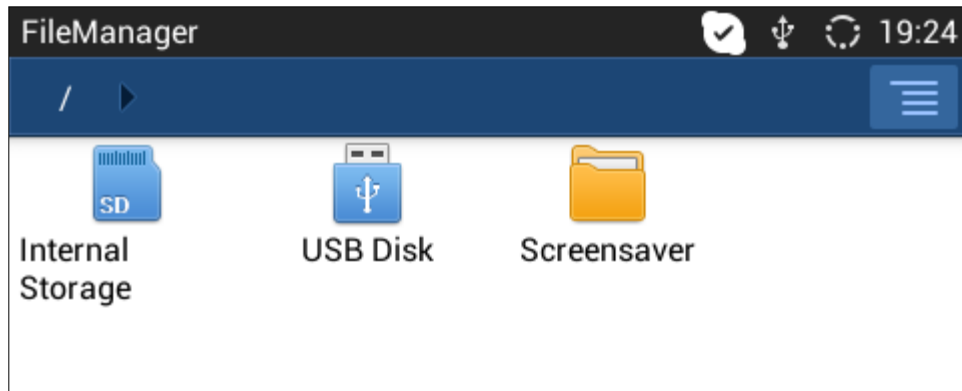 FileManager 19:24
/
SD
Internal
Storage
USB Disk
Screensaver